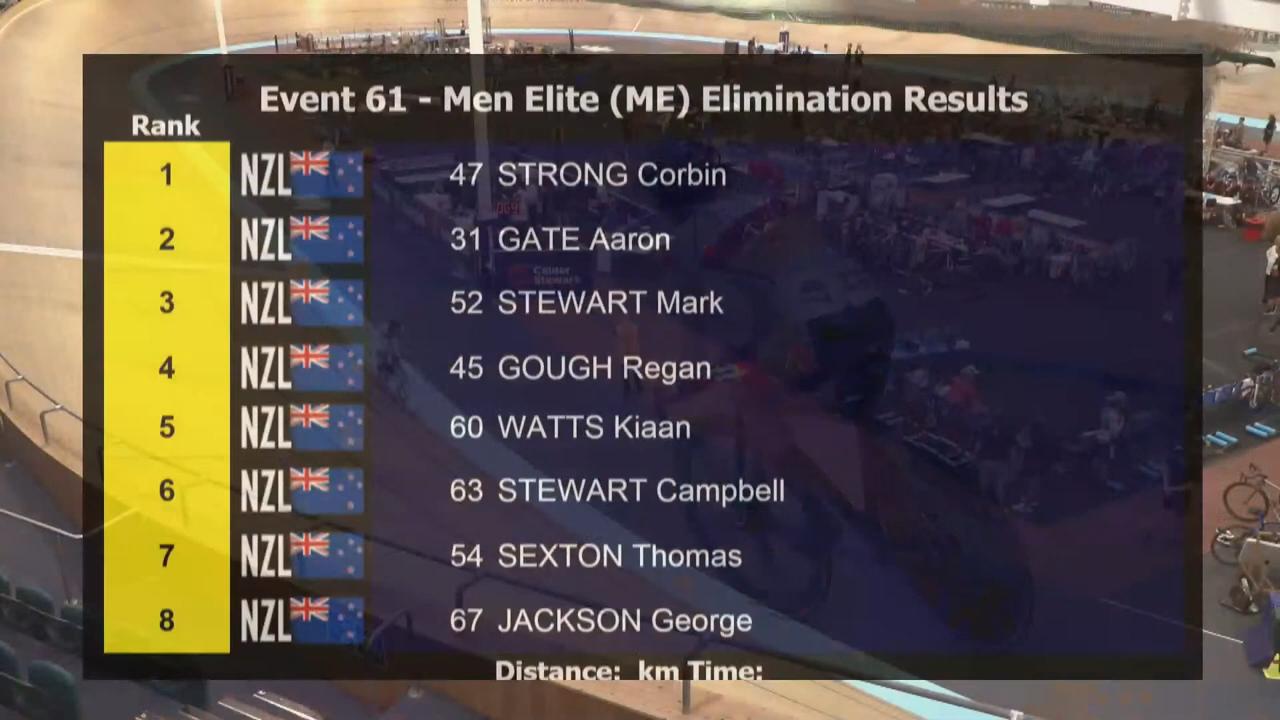 Event 61 - Men Elite (ME) Elimination Results
Rank
1 NZL 47 STRONG Corbin
2 NZL 31 GATE Aaron
3 NZL 52 STEWART Mark
4 NZL 45 GOUGH Regan
5 NZL 60 WATTS Kiaan
6 NZL 63 STEWART Campbell
7 NZL 54 SEXTON Thomas
8 NZL 67 JACKSON George
Distance: km Time:
Calder
Stewart